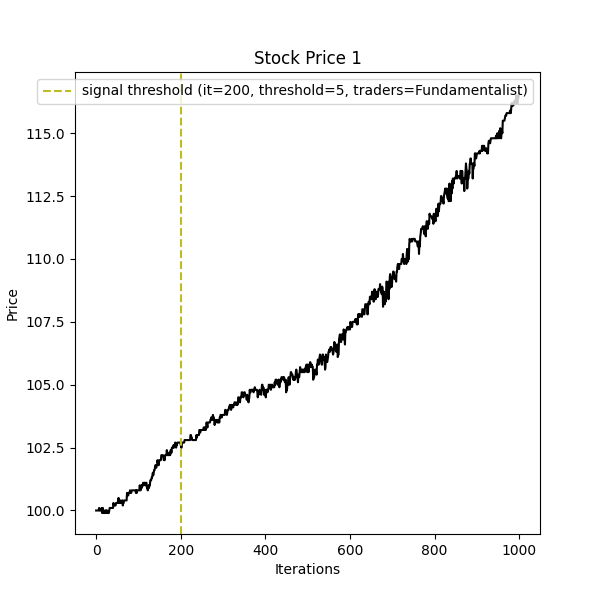 Stock Price 1
signal threshold (it=200, threshold=5, traders=Fundamentalist)
115.0
112.5
110.0
107.5
105.0
102.5
100.0
Price
0 200 400 600 800 1000
Iterations